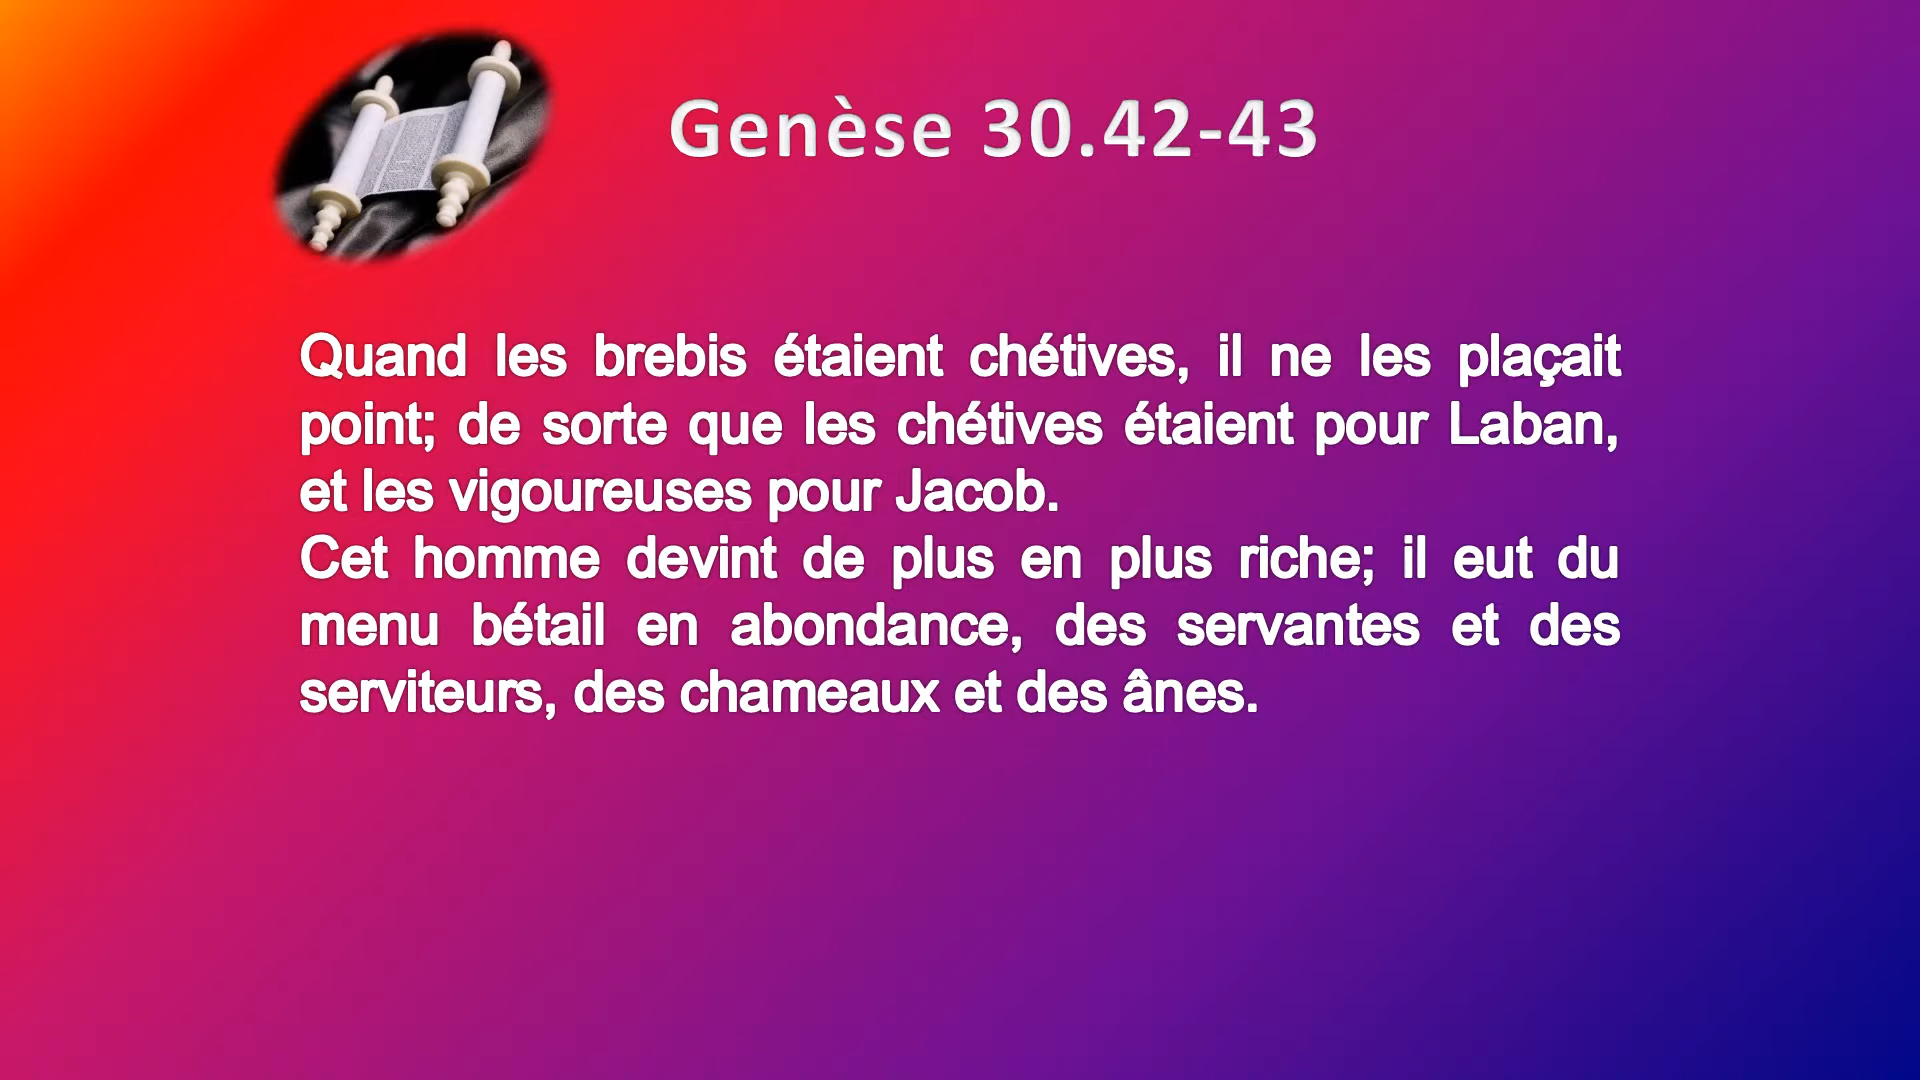 Genèse 30.42-43
Quand les brebis étaient chétives, il ne les plaçait
point; de sorte que les chétives étaient pour Laban,
et les vigoureuses pour Jacob.
Cet homme devint de plus en plus riche; il eut du
menu bétail en abondance, des servantes et des
serviteurs, des chameaux et des ânes.